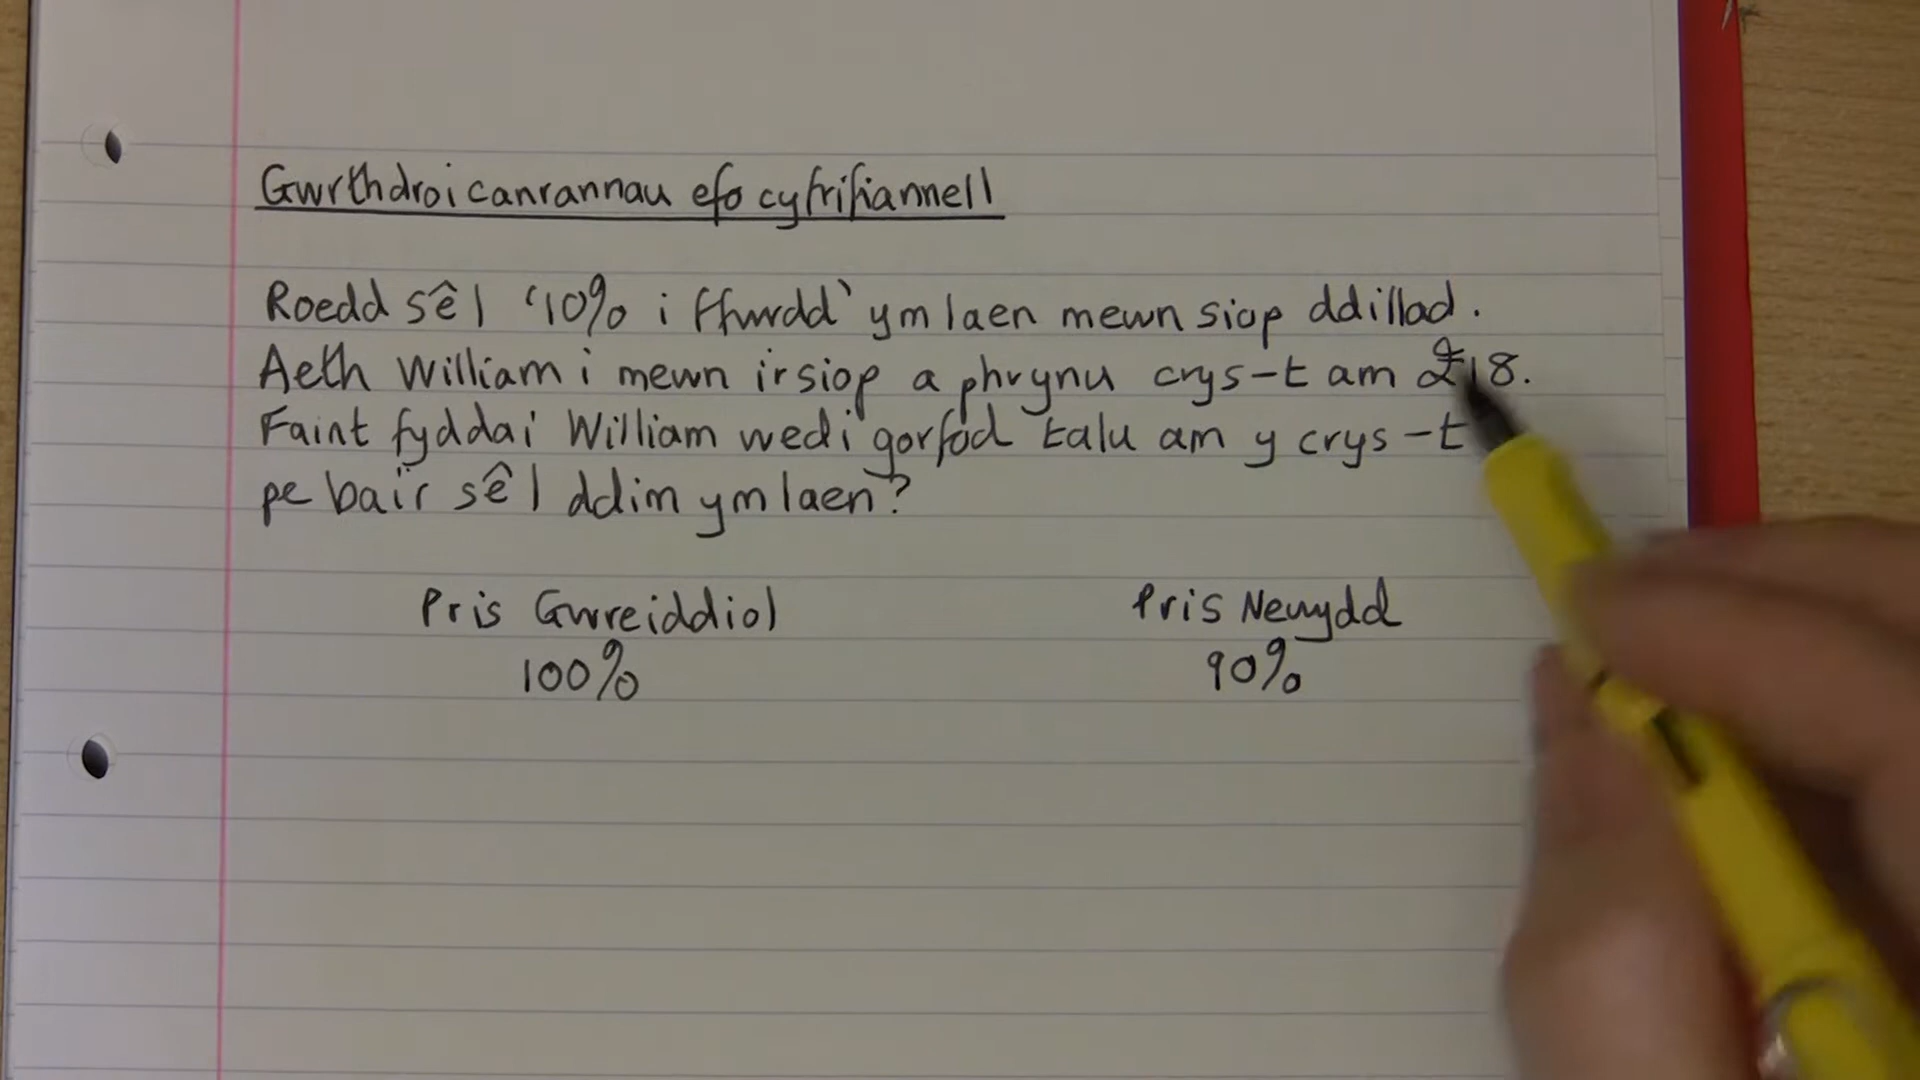 Gwrthdroi canrannau efo cyfrifiannell
Roedd sêl '10% i ffwrdd' ymlaen mewn siop ddillad.
Aeth William i mewn i'r siop a phrynu crys-t am £18.
Faint fyddai William wedi gorfod talu am y crys-t
pe bai'r sêl ddim ymlaen?
Pris Gwreiddiol Pris Newydd
100% 90%